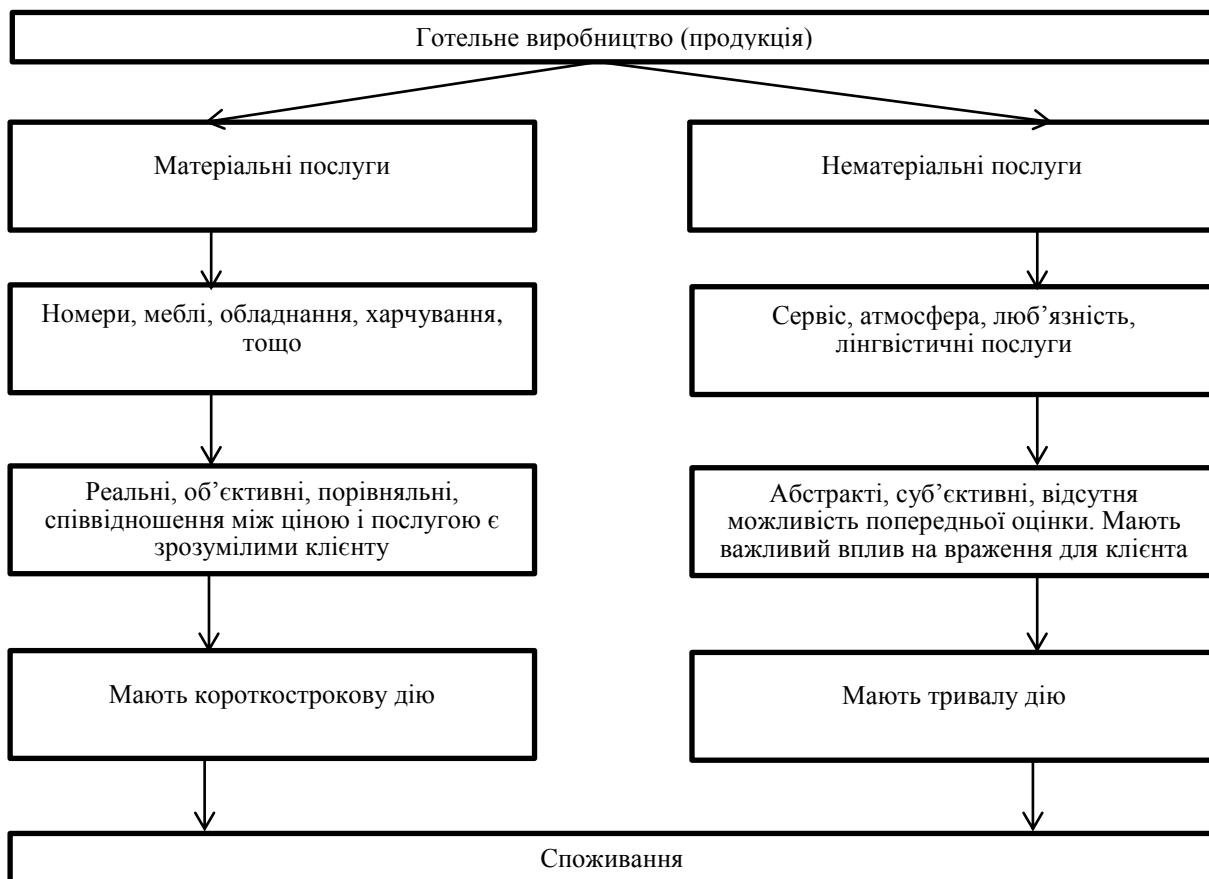 Готельне виробництво (продукція)
Матеріальні послуги
Нематеріальні послуги
Номери, меблі, обладнання, харчування,
тощо
Сервіс, атмосфера, люб’язність,
лінгвістичні послуги
Реальні, об’єктивні, порівняльні,
співвідношення між ціною і послугою є
зрозумілими клієнту
Абстракті, суб’єктивні, відсутня
можливість попередньої оцінки. Мають
важливий вплив на враження для клієнта
Мають короткострокову дію
Мають тривалу дію
Споживання